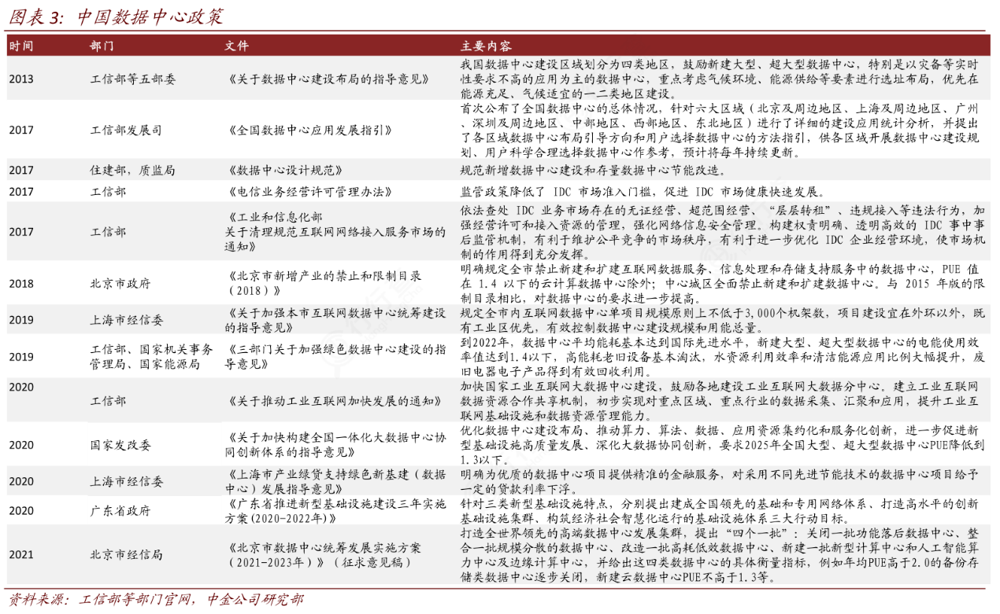 图表 3：中国数据中心政策
时间 部门 文件 主要内容
2013 工信部等五部委 《关于数据中心建设布局的指导意见》
我国数据中心建设区域划分为四类地区，鼓励新建大型、超大型数据中心，特别是以灾备等实时
性要求不高的应用为主的数据中心，重点考虑气候环境、能源供给等要素进行选址布局，优先在
能源充足、气候适宜的一二类地区建设。
2017 工信部发展司 《全国数据中心应用发展指引》
首次公布了全国数据中心的总体情况，针对六大区域（北京及周边地区、上海及周边地区、广州
、深圳及周边地区、中部地区、西部地区、东北地区）进行了详细的建设应用统计分析，并提出
了各区域数据中心布局引导方向和用户选择数据中心的方法指引，供各区域开展数据中心建设规
划、用户科学合理选择数据中心作参考，预计将每年持续更新。
2017 住建部，质监局 《数据中心设计规范》 规范新增数据中心建设和存量数据中心节能改造。
2017 工信部 《电信业务经营许可管理办法》 监管政策降低了 IDC 市场准入门槛，促进 IDC 市场健康快速发展。
2017 工信部
《工业和信息化部
关于清理规范互联网网络接入服务市场的
通知》
依法查处 IDC 业务市场存在的无证经营、超范围经营、“层层转租”、违规接入等违法行为，加
强经营许可和接入资源的管理，强化网络信息安全管理。构建权责明确、透明高效的 IDC 事中事
后监管机制，有利于维护公平竞争的市场秩序，有利于进一步优化 IDC 企业经营环境，使市场机
制的作用得到充分发挥。
2018 北京市政府
《北京市新增产业的禁止和限制目录
（2018）》
明确规定全市禁止新建和扩建互联网数据服务、信息处理和存储支持服务中的数据中心，PUE 值
在 1.4 以下的云计算数据中心除外；中心城区全面禁止新建和扩建数据中心。与 2015 年版的限
制目录相比，对数据中心的要求进一步提高。
2019 上海市经信委
《关于加强本市互联网数据中心统筹建设
的指导意见》
规定全市内互联网数据中心单项目规模原则上不低于3,000个机架数，项目建设宜在外环以外，既
有工业区优先，有效控制数据中心建设规模和用能总量。
2019
工信部、国家机关事务
管理局、国家能源局
《三部门关于加强绿色数据中心建设的指
导意见》
到2022年，数据中心平均能耗基本达到国际先进水平，新建大型、超大型数据中心的电能使用效
率值达到1.4以下，高能耗老旧设备基本淘汰，水资源利用效率和清洁能源应用比例大幅提升，废
旧电器电子产品得到有效回收利用。
2020
工信部 《关于推动工业互联网加快发展的通知》
加快国家工业互联网大数据中心建设，鼓励各地建设工业互联网大数据分中心。建立工业互联网
数据资源合作共享机制，初步实现对重点区域、重点行业的数据采集、汇聚和应用，提升工业互
联网基础设施和数据资源管理能力。
2020 国家发改委
《关于加快构建全国一体化大数据中心协
同创新体系的指导意见》
优化数据中心建设布局、推动算力、算法、数据、应用资源集约化和服务化创新，进一步促进新
型基础设施高质量发展、深化大数据协同创新，要求2025年全国大型、超大型数据中心PUE降低到
1.3以下。
2020 上海市经信委
《上海市产业绿贷支持绿色新基建（数据
中心）发展指导意见》
明确为优质的数据中心项目提供精准的金融服务，对采用不同先进节能技术的数据中心项目给予
一定的贷款利率下浮。
2020 广东省政府
《广东省推进新型基础设施建设三年实施
方案(2020-2022年)》
针对三类新型基础设施特点，分别提出建成全国领先的基础和专用网络体系、打造高水平的创新
基础设施集群、构筑经济社会智慧化运行的基础设施体系三大行动目标。
2021 北京市经信局
《北京市数据中心统筹发展实施方案
（2021-2023年）》（征求意见稿）
打造全世界领先的高端数据中心发展集群，提出“四个一批”：关闭一批功能落后数据中心、整
合一批规模分散的数据中心、改造一批高耗低效数据中心、新建一批新型计算中心和人工智能算
力中心及边缘计算中心，并给出这四类数据中心的具体衡量指标，例如年均PUE高于2.0的备份存
储类数据中心逐步关闭，新建云数据中心PUE不高于1.3等。
资料来源：工信部等部门官网，中金公司研究部